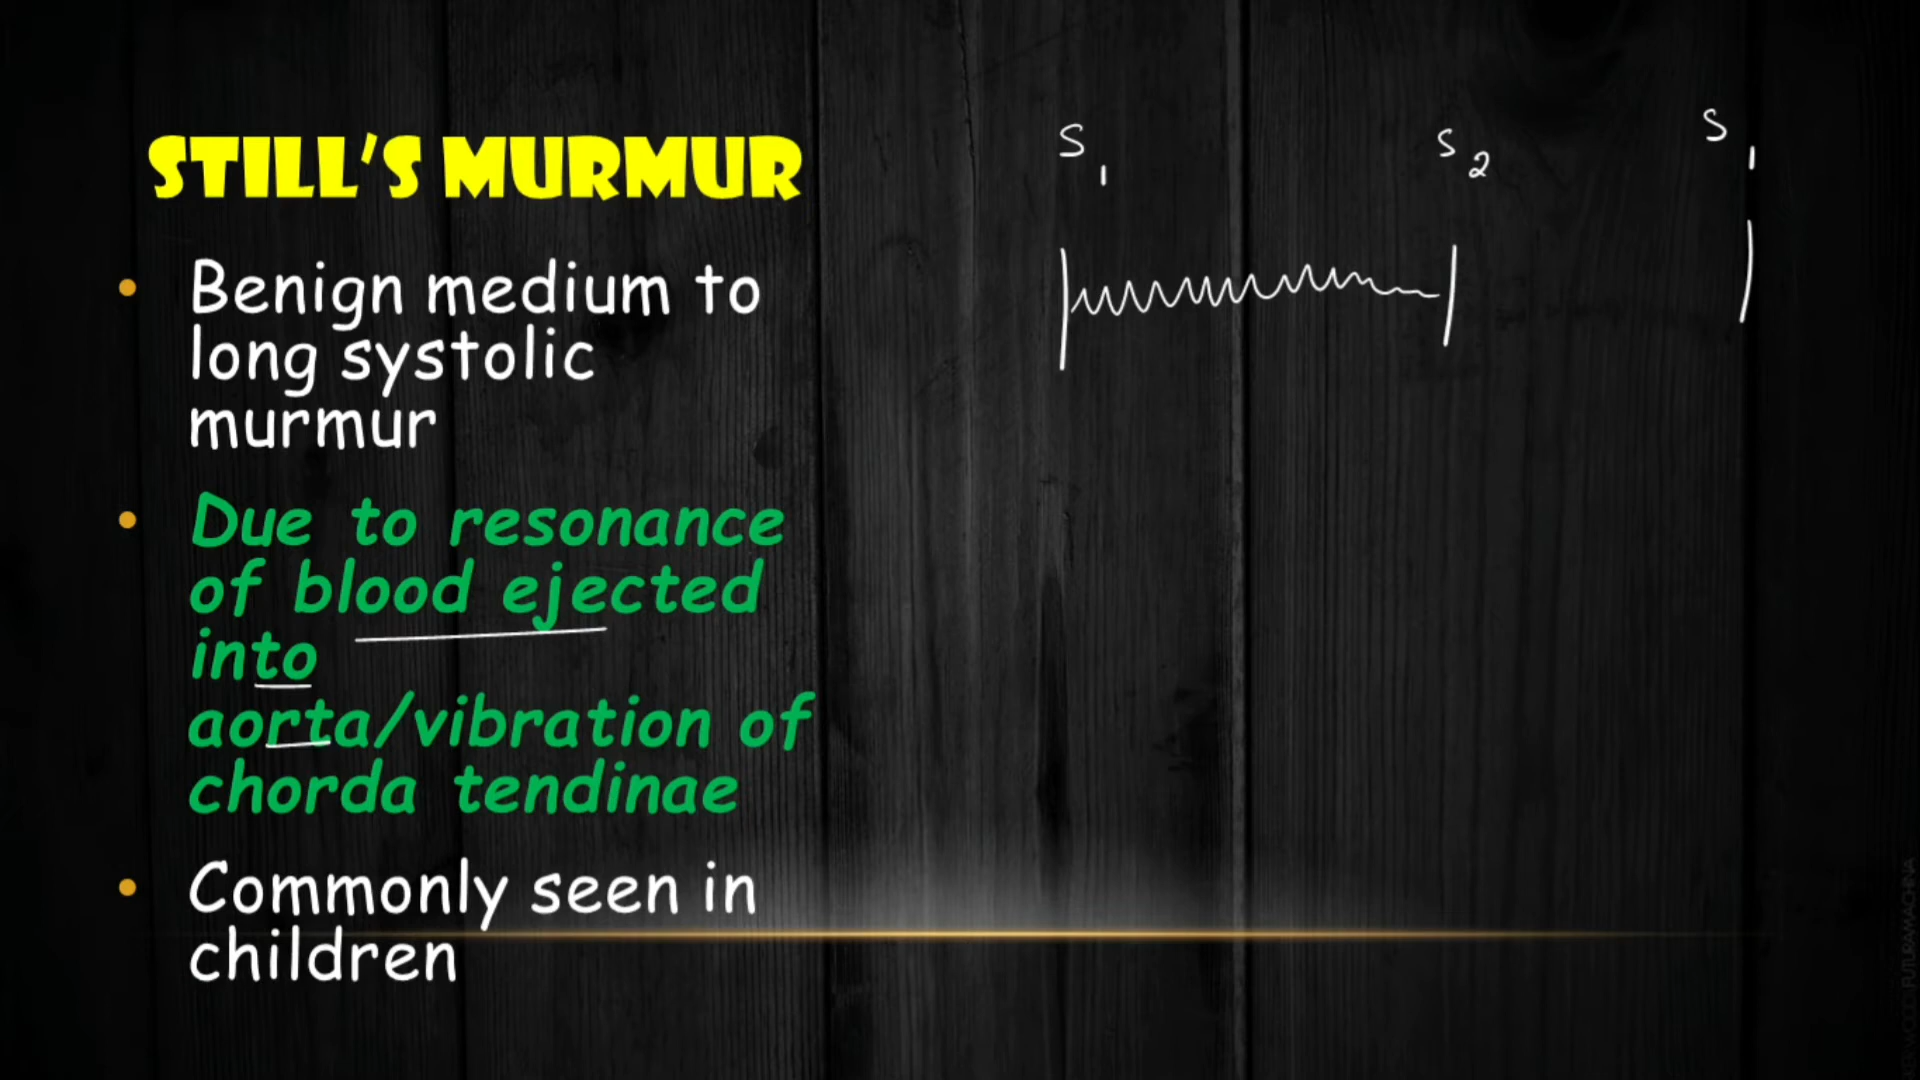 STILL'S MURMUR
S1 S2 S1
• Benign medium to
long systolic
murmur
• Due to resonance
of blood ejected
into
aorta/vibration of
chorda tendinae
• Commonly seen in
children